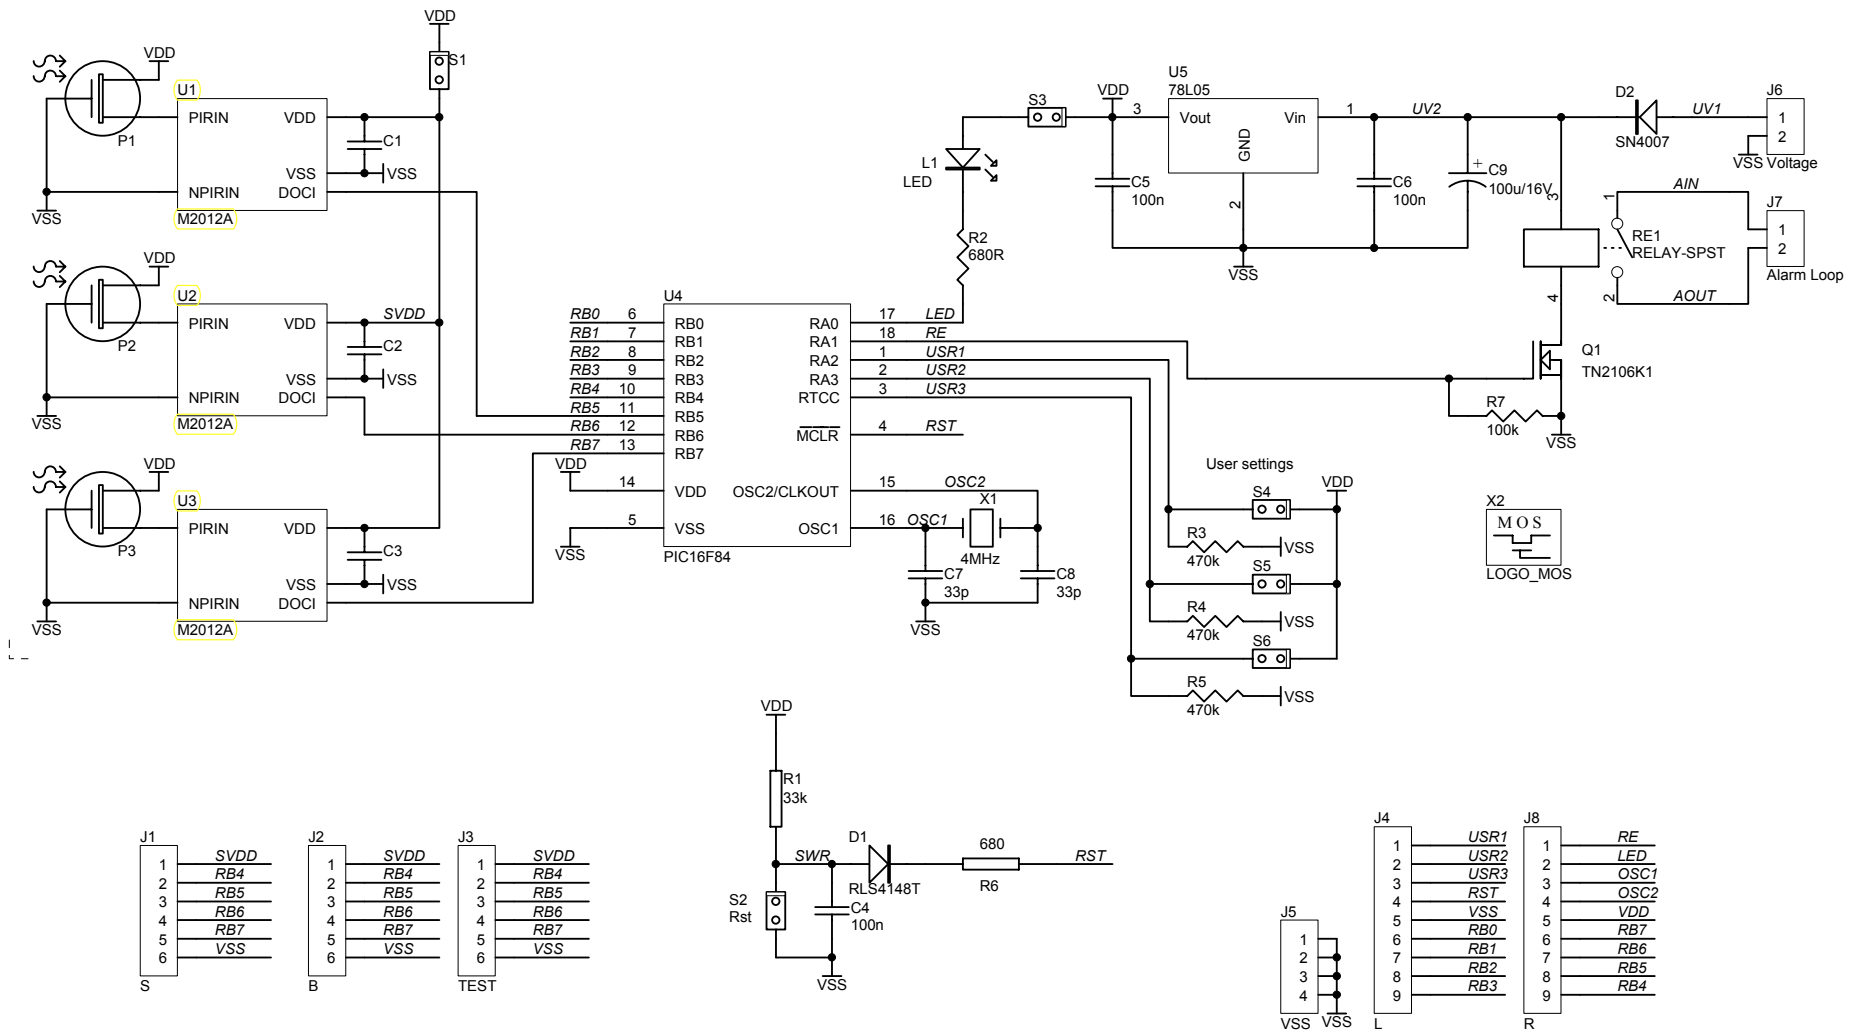 VDD
S1
VDD
P1
U1
PIRIN
VDD
C1
VSS
VSS
NPIRIN
DOCI
VSS
M2012A
VDD
P2
U2
PIRIN
VDD
SVDD
C2
VSS
VSS
NPIRIN
DOCI
VSS
M2012A
VDD
P3
U3
PIRIN
VDD
C3
VSS
VSS
NPIRIN
DOCI
VSS
M2012A
U4
RB0 6 RB0
RB1 7 RB1
RB2 8 RB2
RB3 9 RB3
RB4 10 RB4
RB5 11 RB5
RB6 12 RB6
RB7 13 RB7
VDD
14 VDD
5 VSS
VSS
RA0 17 LED
RA1 18 RE
RA2 1 USR1
RA3 2 USR2
RTCC 3 USR3
MCLR 4 RST
OSC2/CLKOUT 15 OSC2
OSC1 16 OSC1
PIC16F84
X1
4MHz
C7
33p
C8
33p
VSS
L1
LED
R2
680R
S3
VDD
3
U5
78L05
Vout
Vin
GND
1
2
UV2
C5
100n
C6
100n
+
C9
100u/16V
VSS
D2
SN4007
UV1
J6
1
2
VSS
Voltage
3
4
1
2
AIN
AOUT
RE1
RELAY-SPST
J7
1
2
Alarm Loop
Q1
TN2106K1
R7
100k
VSS
User settings
VDD
S4
R3
470k
VSS
S5
R4
470k
VSS
S6
R5
470k
VSS
X2
MOS
LOGO_MOS
VDD
R1
33k
SWR
D1
RLS4148T
680
R6
RST
S2
Rst
C4
100n
VSS
J1
1 SVDD
2 RB4
3 RB5
4 RB6
5 RB7
6 VSS
S
J2
1 SVDD
2 RB4
3 RB5
4 RB6
5 RB7
6 VSS
B
J3
1 SVDD
2 RB4
3 RB5
4 RB6
5 RB7
6 VSS
TEST
J5
1
2
3
4
VSS
VSS
J4
1 USR1
2 USR2
3 USR3
4 RST
5 VSS
6 RB0
7 RB1
8 RB2
9 RB3
L
J8
1 RE
2 LED
3 OSC1
4 OSC2
5 VDD
6 RB7
7 RB6
8 RB5
9 RB4
R